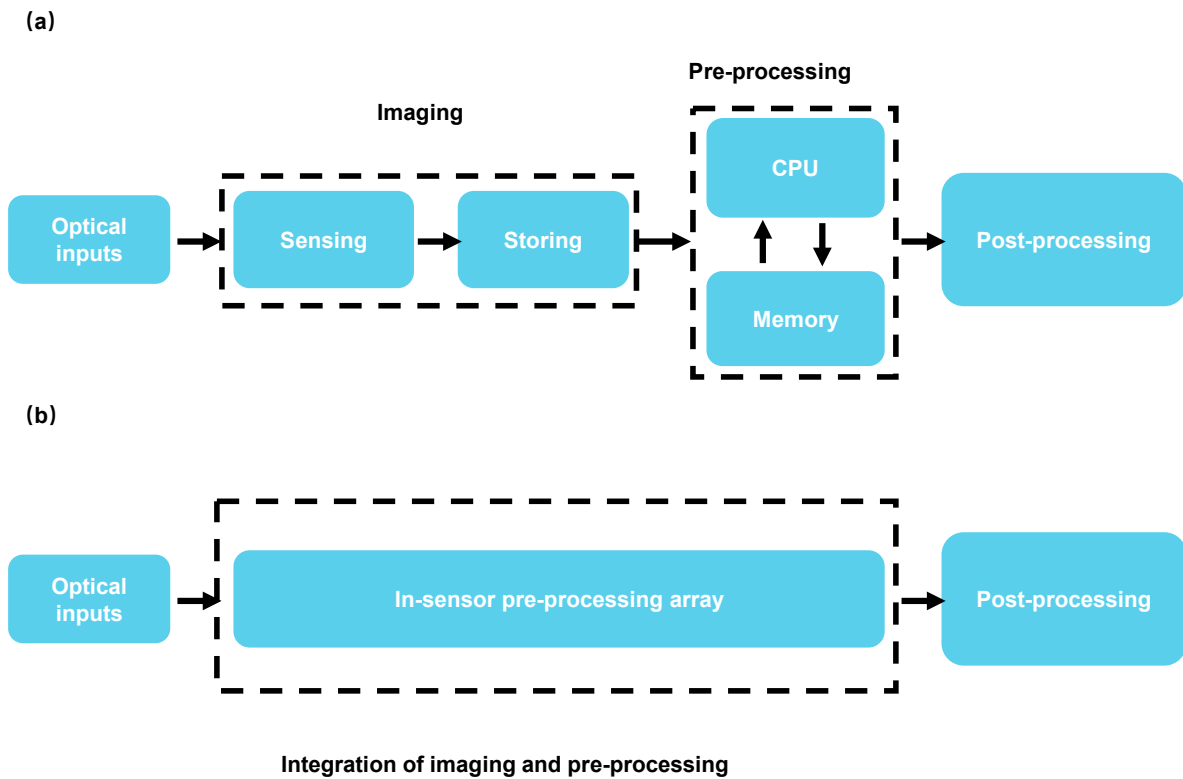 (a)
Pre-processing
Imaging
CPU
Optical
inputs
Sensing
Storing
Post-processing
Memory
(b)
Optical
inputs
In-sensor pre-processing array
Post-processing
Integration of imaging and pre-processing